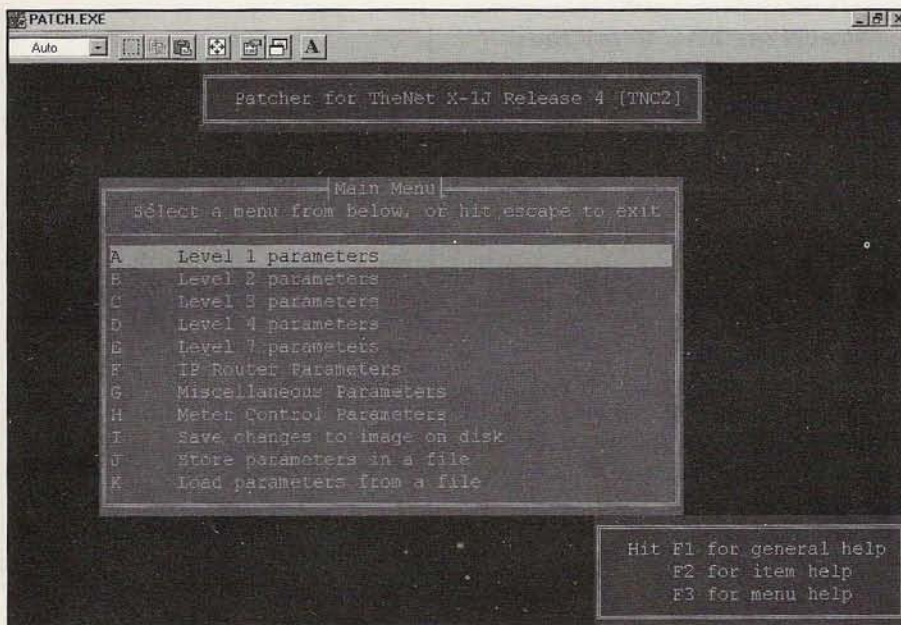 PATCH.EXE
Auto
A
Patcher for TheNet X-1J Release 4 [TNC2]
Main Menu
Select a menu from below, or hit escape to exit
A Level 1 parameters
B Level 2 parameters
C Level 3 parameters
D Level 4 parameters
E Level 7 parameters
F IP Router Parameters
G Miscellaneous Parameters
H Meter Control Parameters
I Save changes to image on disk
J Store parameters in a file
K Load parameters from a file
Hit F1 for general help
F2 for item help
F3 for menu help